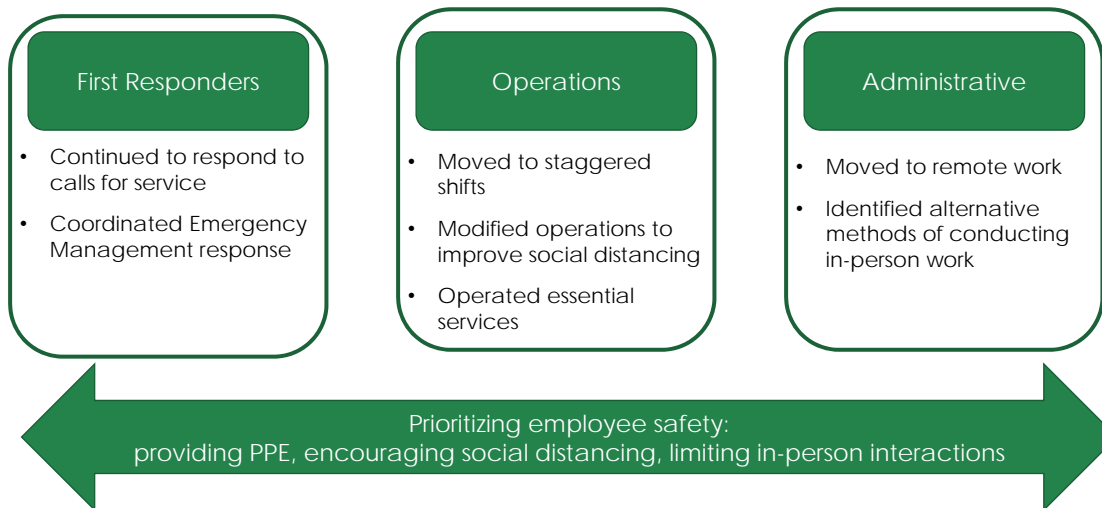 First Responders
• Continued to respond to
calls for service
• Coordinated Emergency
Management response
Operations
• Moved to staggered
shifts
• Modified operations to
improve social distancing
• Operated essential
services
Administrative
• Moved to remote work
• Identified alternative
methods of conducting
in-person work
Prioritizing employee safety:
providing PPE, encouraging social distancing, limiting in-person interactions